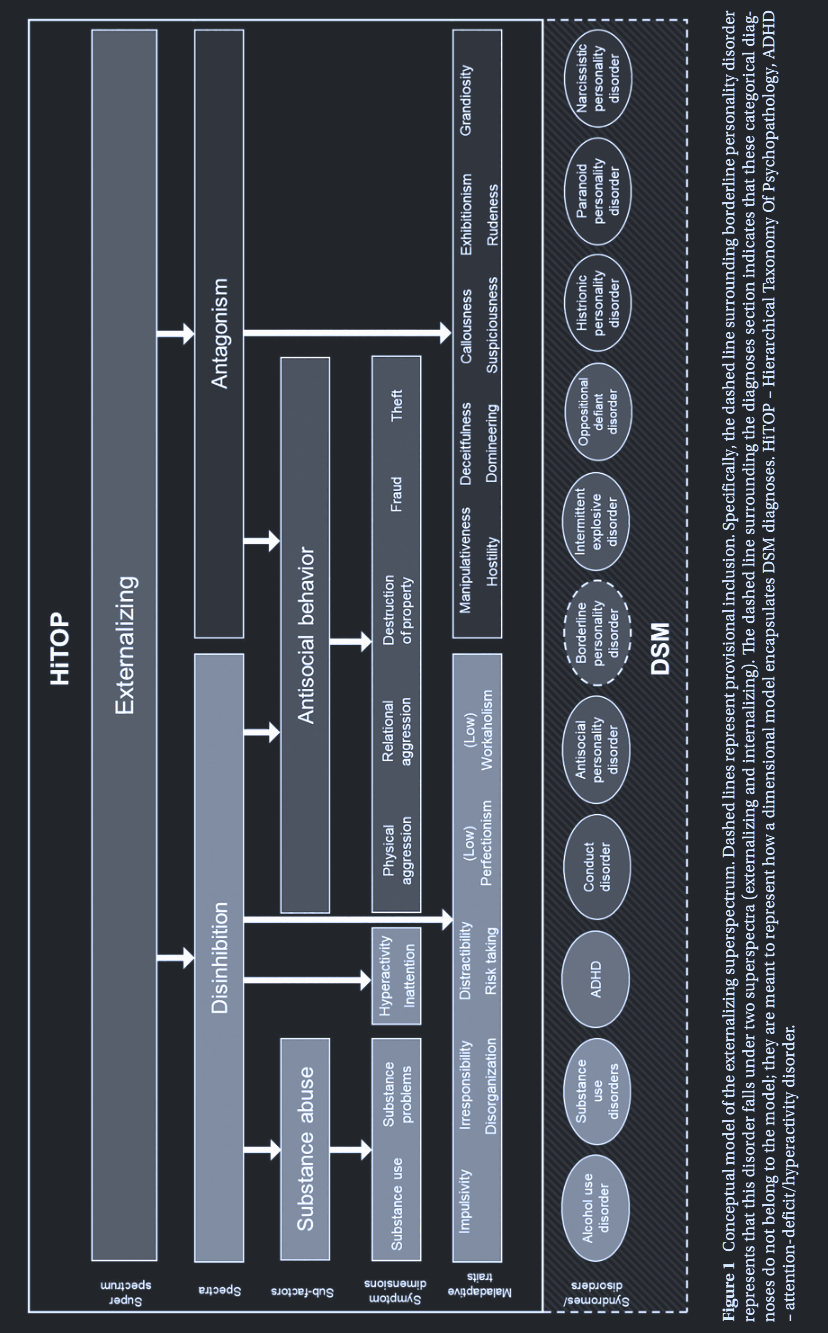 HiTOP
Super
spectrum
Externalizing
Spectra
Disinhibition
Antagonism
Sub-factors
Substance abuse
Antisocial behavior
Symptom
dimensions
Substance use
Substance
problems
Hyperactivity
Inattention
Physical
aggression
Relational
aggression
Destruction
of property
Fraud
Theft
Maladaptive
traits
Impulsivity
Irresponsibility
Distractibility
(Low)
Perfectionism
(Low)
Workaholism
Disorganization
Risk taking
Manipulativeness
Deceitfulness
Callousness
Exhibitionism
Grandiosity
Hostility
Domineering
Suspiciousness
Rudeness
Syndromes/
disorders
Alcohol use
disorder
Substance
use
disorders
ADHD
Conduct
disorder
Antisocial
personality
disorder
Borderline
personality
disorder
Intermittent
explosive
disorder
Oppositional
defiant
disorder
Histrionic
personality
disorder
Paranoid
personality
disorder
Narcissistic
personality
disorder
DSM
Figure 1 Conceptual model of the externalizing superspectrum. Dashed lines represent provisional inclusion. Specifically, the dashed line surrounding borderline personality disorder
represents that this disorder falls under two superspectra (externalizing and internalizing). The dashed line surrounding the diagnoses section indicates that these categorical diag-
noses do not belong to the model; they are meant to represent how a dimensional model encapsulates DSM diagnoses. HiTOP – Hierarchical Taxonomy Of Psychopathology, ADHD
– attention-deficit/hyperactivity disorder.